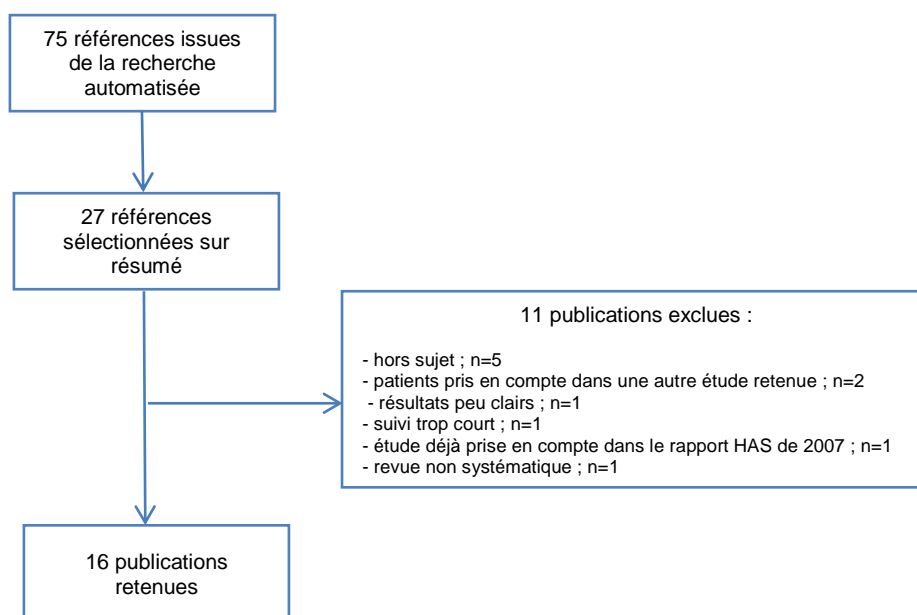 75 références issues
de la recherche
automatisée
27 références
sélectionnées sur
résumé
11 publications exclues :
- hors sujet ; n=5
- patients pris en compte dans une autre étude retenue ; n=2
- résultats peu clairs ; n=1
- suivi trop court ; n=1
- étude déjà prise en compte dans le rapport HAS de 2007 ; n=1
- revue non systématique ; n=1
16 publications
retenues